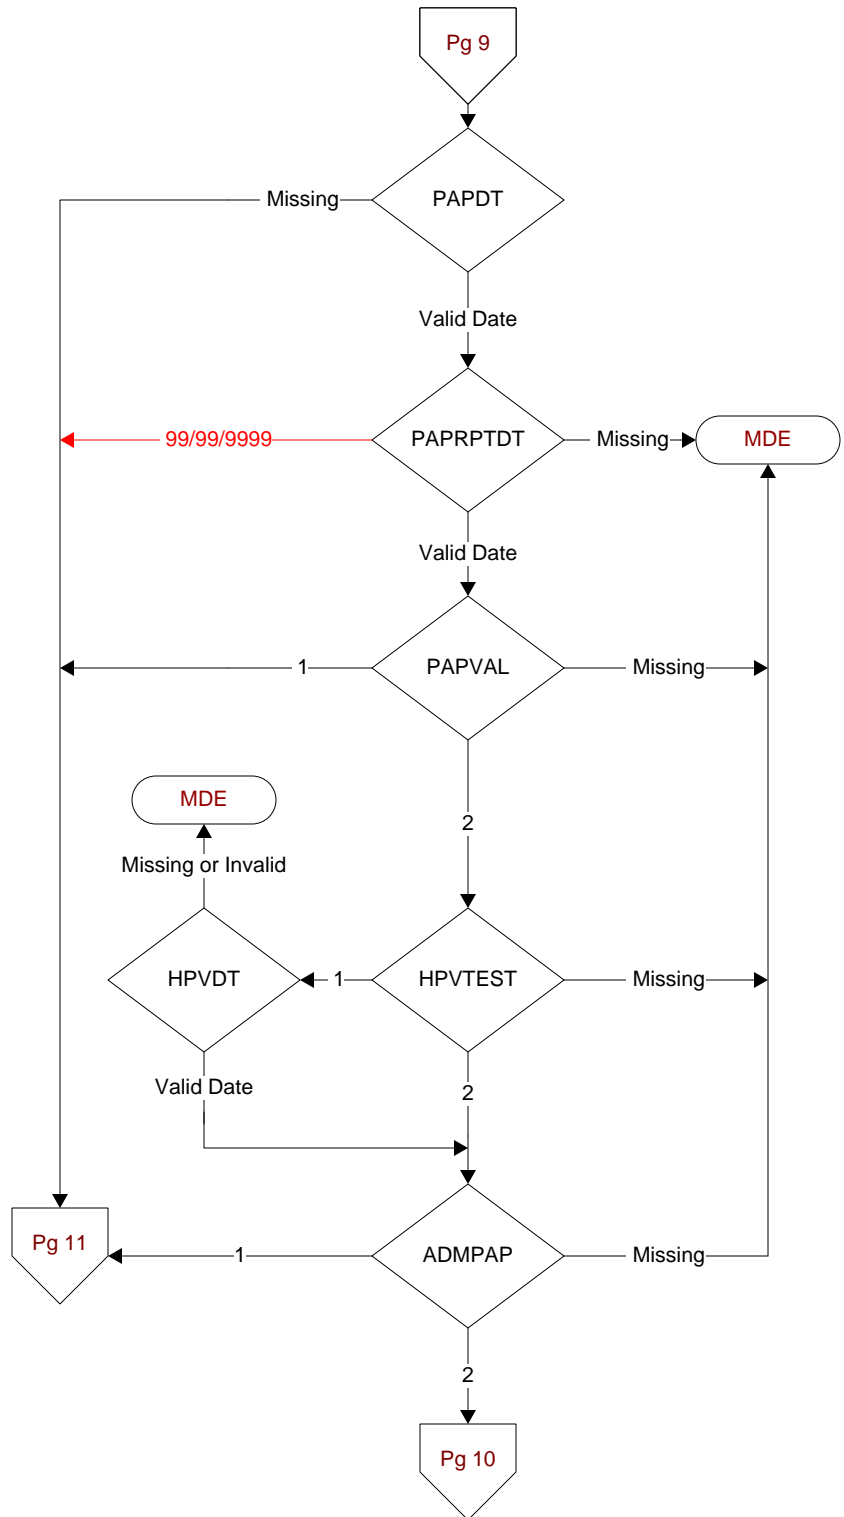 Pg 9
Missing
PAPDT
Valid Date
99/99/9999
PAPRPTDT
Missing
MDE
Valid Date
1
PAPVAL
Missing
MDE
2
Missing or Invalid
HPVDT
1
HPVTEST
Missing
Valid Date
2
Pg 11
1
ADMPAP
Missing
2
Pg 10